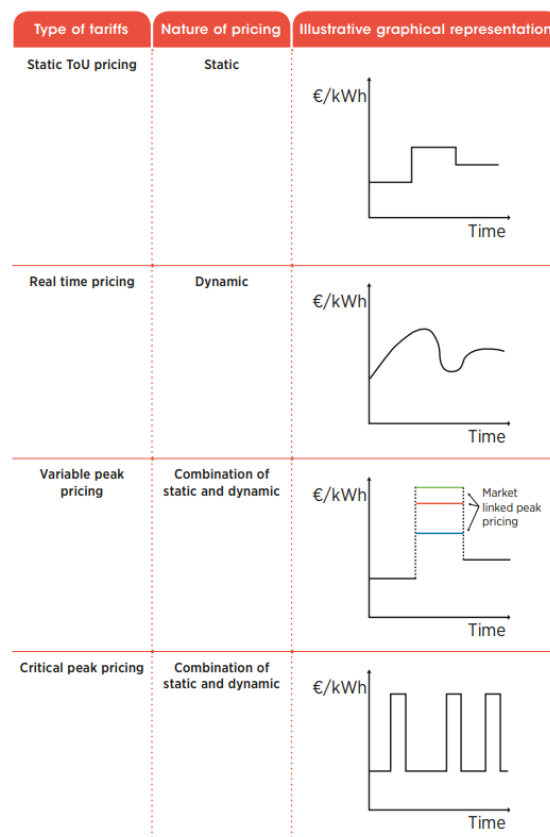 Type of tariffs
Nature of pricing
Illustrative graphical representation
Static ToU pricing
Static
€/kWh
Time
Real time pricing
Dynamic
€/kWh
Time
Variable peak
pricing
Combination of
static and dynamic
€/kWh
Market
linked peak
pricing
Time
Critical peak pricing
Combination of
static and dynamic
€/kWh
Time